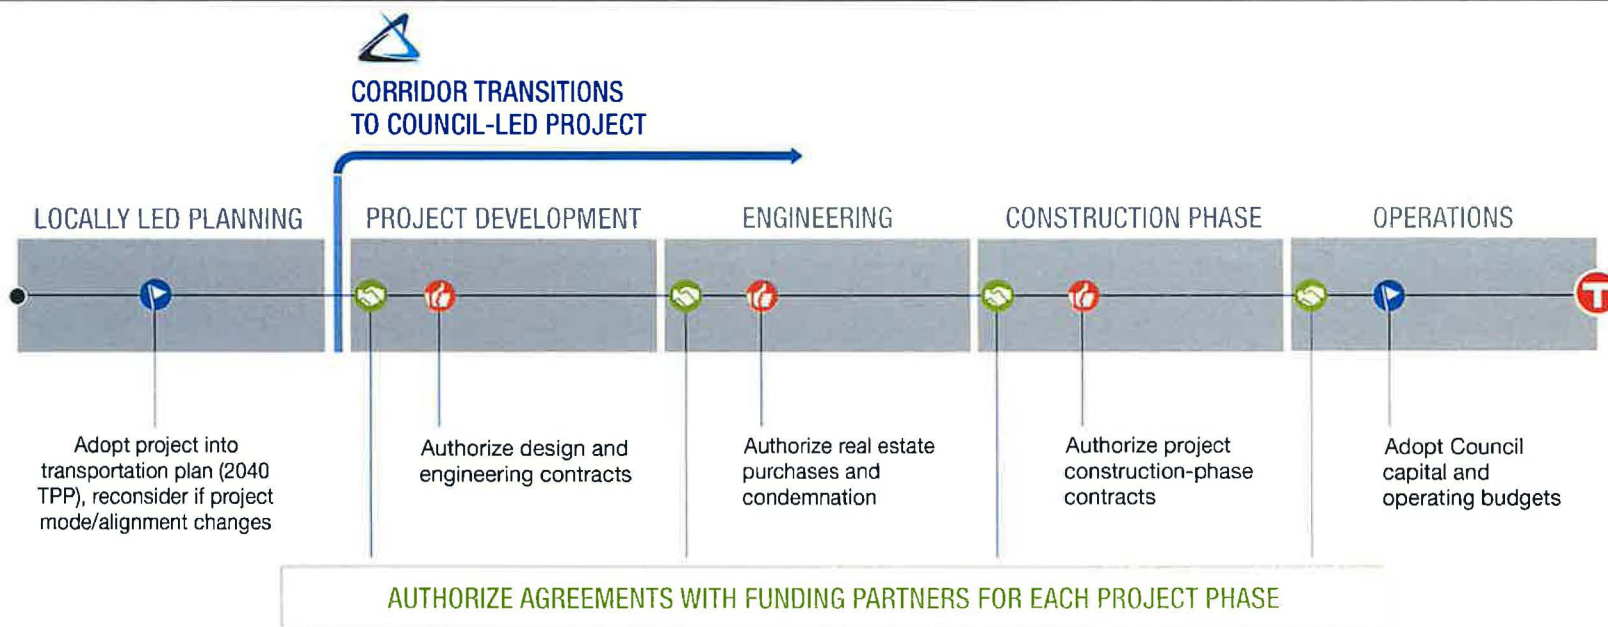 CORRIDOR TRANSITIONS
TO COUNCIL-LED PROJECT
LOCALLY LED PLANNING
PROJECT DEVELOPMENT
ENGINEERING
CONSTRUCTION PHASE
OPERATIONS
T
Adopt project into
transportation plan (2040
TPP), reconsider if project
mode/alignment changes
Authorize design and
engineering contracts
Authorize real estate
purchases and
condemnation
Authorize project
construction-phase
contracts
Adopt Council
capital and
operating budgets
AUTHORIZE AGREEMENTS WITH FUNDING PARTNERS FOR EACH PROJECT PHASE